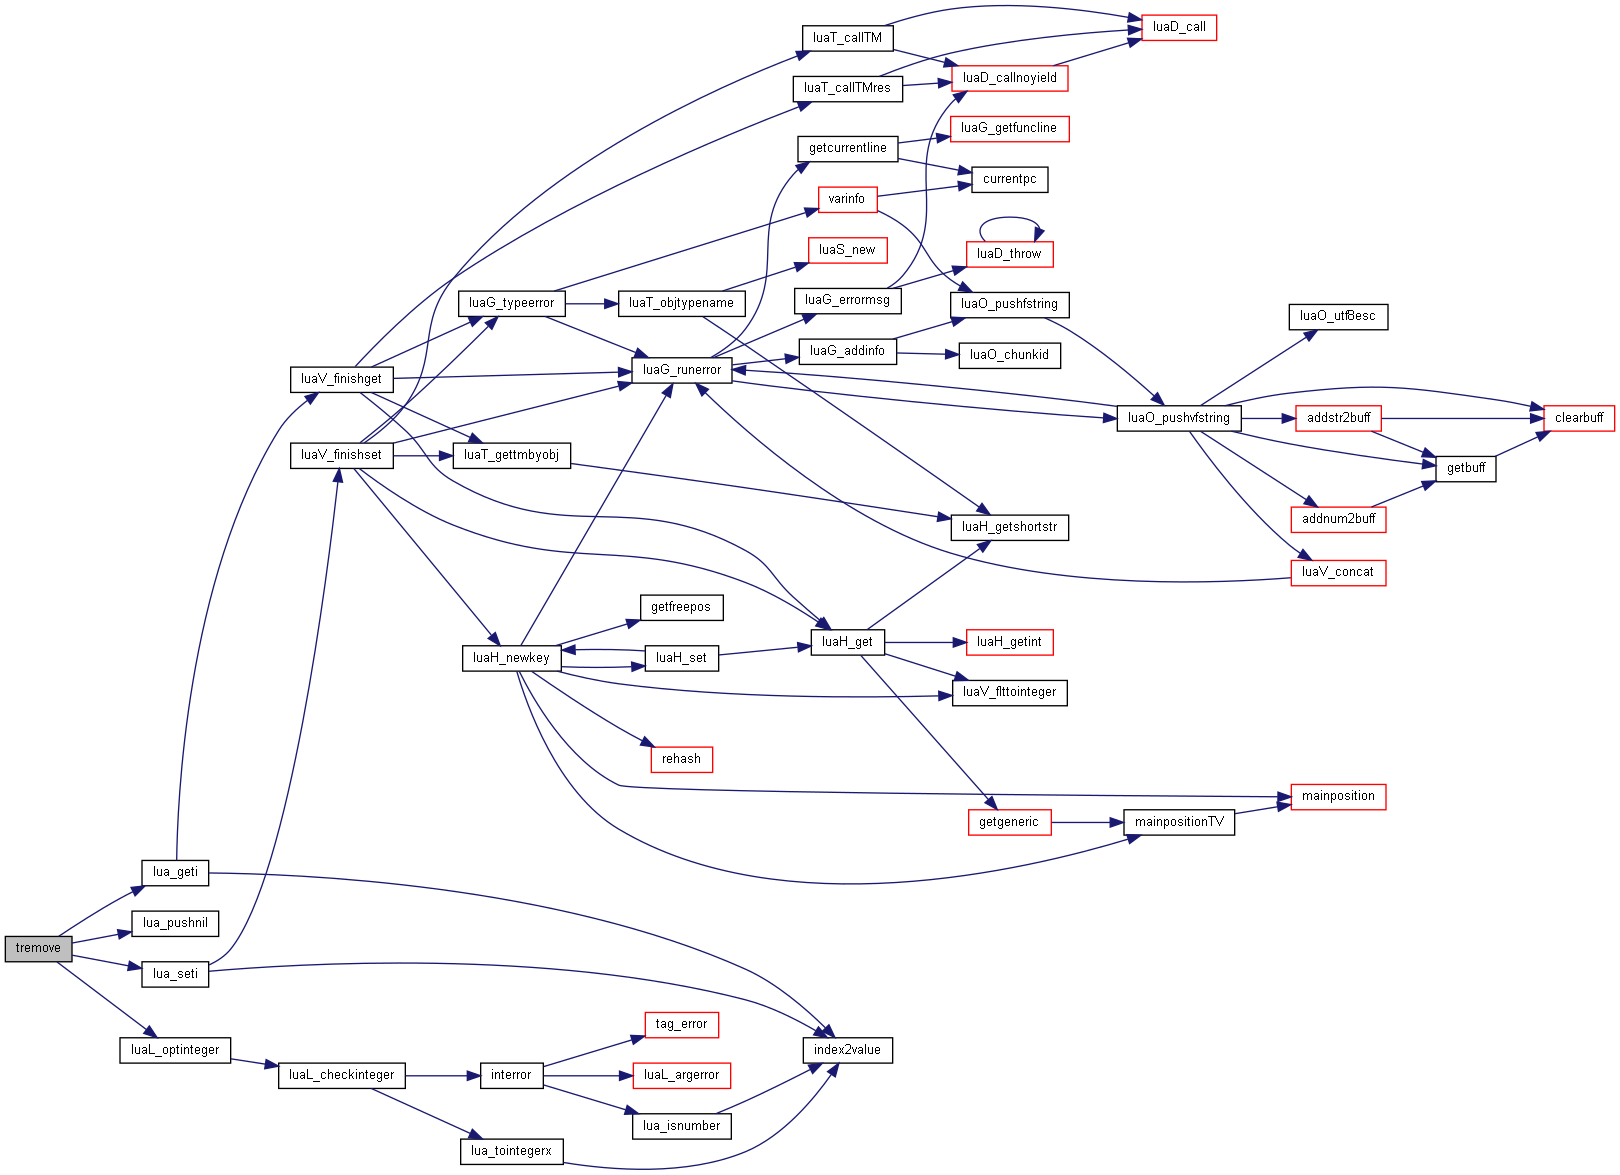 luaT_callTM
luaD_call
luaD_callnoyield
luaT_callTMres
luaG_getfuncline
getcurrentline
currentpc
varinfo
luaS_new
luaD_throw
luaG_typeerror
luaT_objtypename
luaG_errormsg
luaO_pushfstring
luaO_utf8esc
luaG_addinfo
luaO_chunkid
luaV_finishget
luaG_runerror
luaO_pushvfstring
addstr2buff
clearbuff
luaV_finishset
luaT_gettmbyobj
getbuff
luaH_getshortstr
addnum2buff
luaV_concat
getfreepos
luaH_get
luaH_getint
luaH_newkey
luaH_set
luaV_flttointeger
rehash
mainposition
getgeneric
mainpositionTV
lua_geti
lua_pushnil
tremove
lua_seti
tag_error
luaL_optinteger
index2value
luaL_checkinteger
interror
luaL_argerror
lua_isnumber
lua_tointegerx